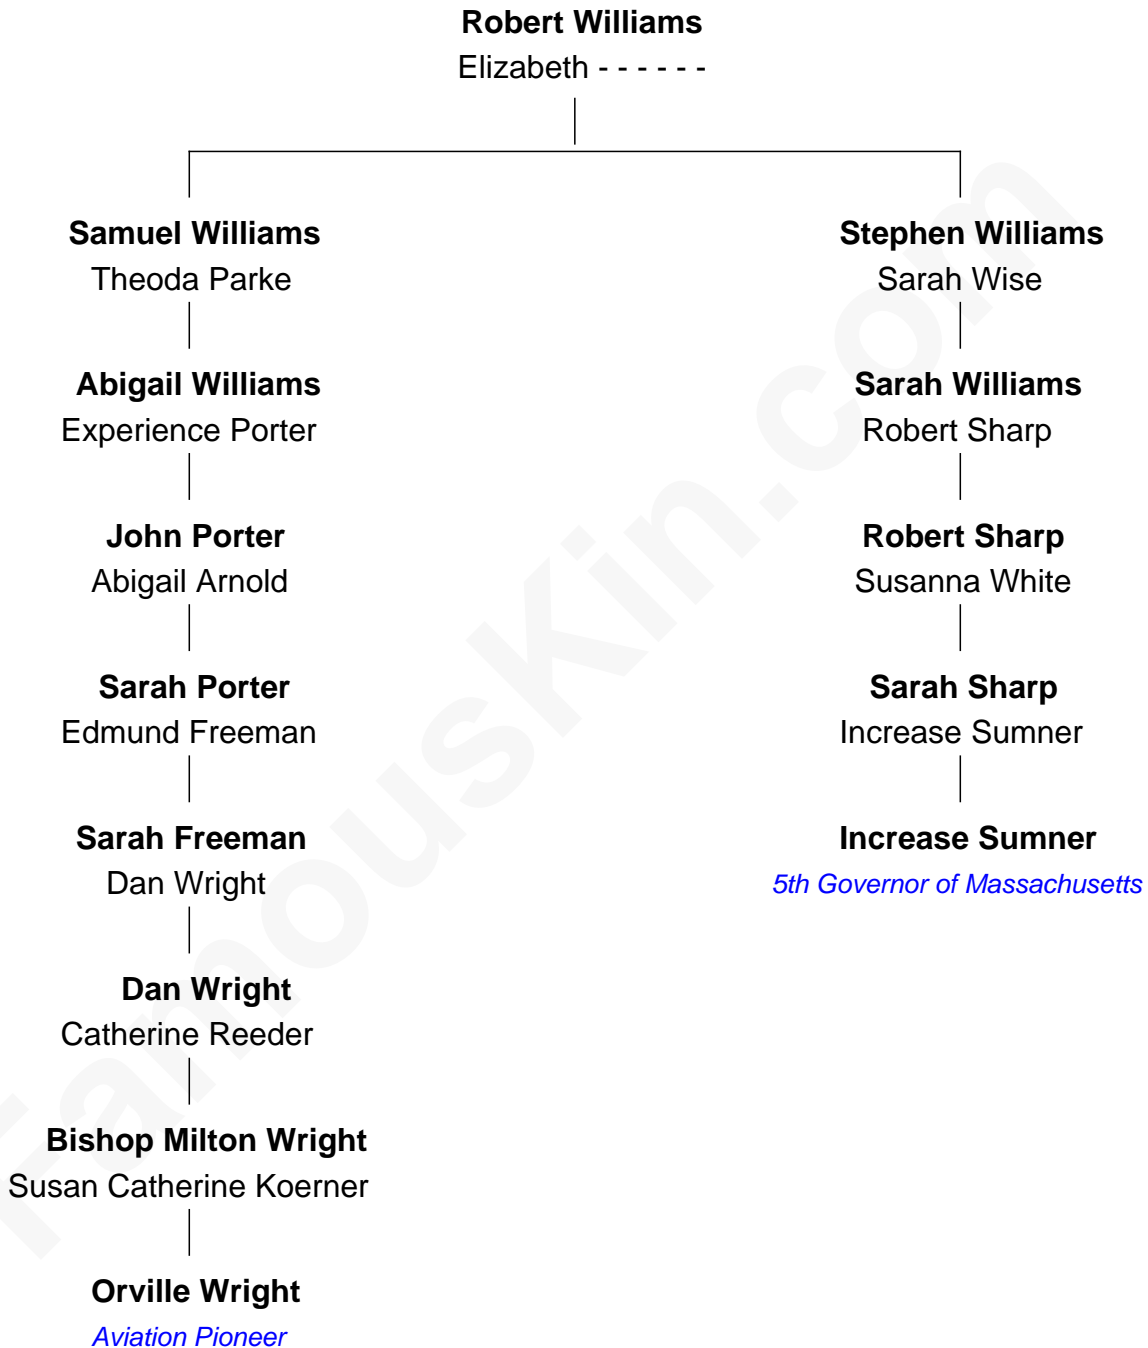 Robert Williams
Elizabeth - - - - - -
Samuel Williams
Theoda Parke
Abigail Williams
Experience Porter
John Porter
Abigail Arnold
Sarah Porter
Edmund Freeman
Sarah Freeman
Dan Wright
Dan Wright
Catherine Reeder
Bishop Milton Wright
Susan Catherine Koerner
Orville Wright
Aviation Pioneer
Stephen Williams
Sarah Wise
Sarah Williams
Robert Sharp
Robert Sharp
Susanna White
Sarah Sharp
Increase Sumner
Increase Sumner
5th Governor of Massachusetts
FamousKin.com